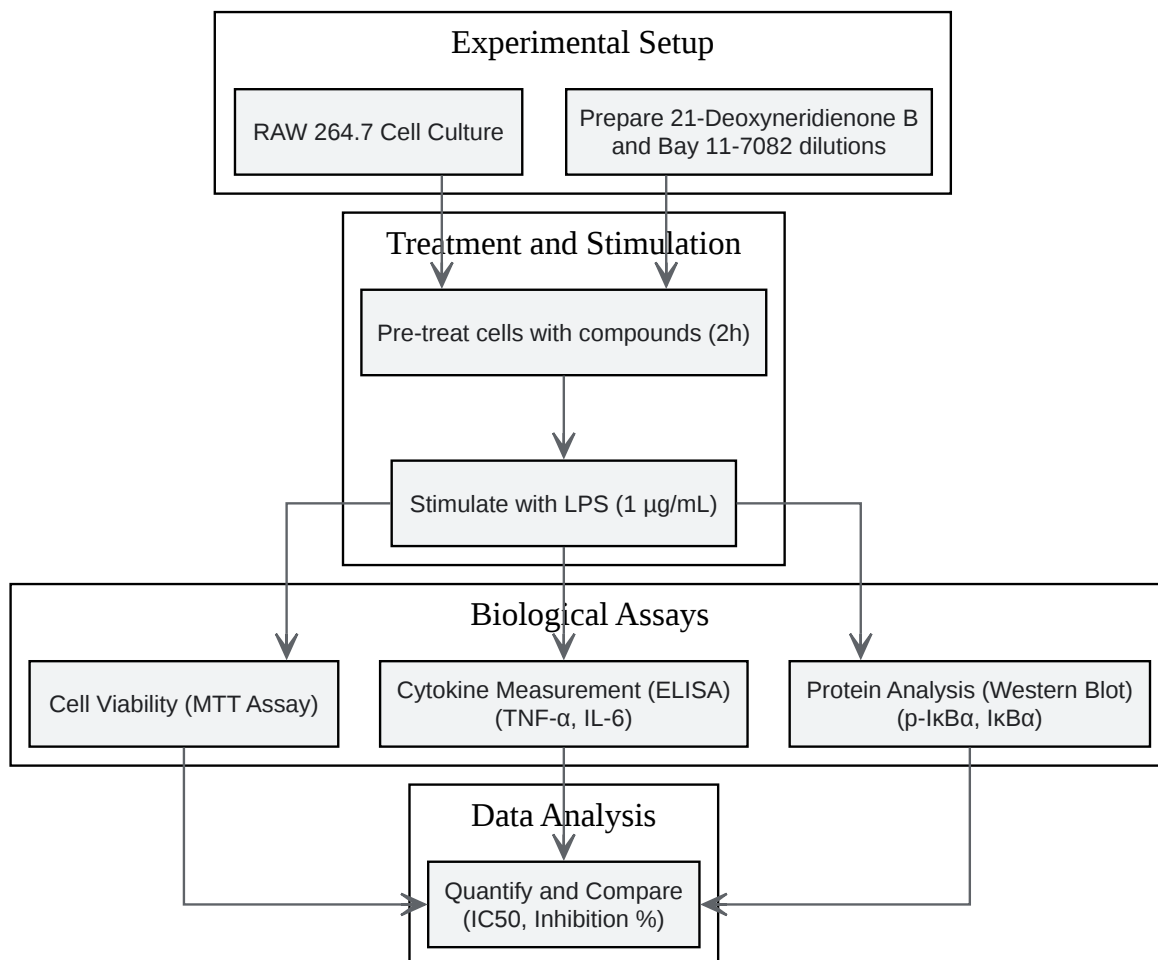 Experimental Setup
RAW 264.7 Cell Culture
Prepare 21-Deoxyneridienone B
and Bay 11-7082 dilutions
Treatment and Stimulation
Pre-treat cells with compounds (2h)
Stimulate with LPS (1 µg/mL)
Biological Assays
Cell Viability (MTT Assay)
Cytokine Measurement (ELISA)
(TNF-α, IL-6)
Protein Analysis (Western Blot)
(p-IκBα, IκBα)
Data Analysis
Quantify and Compare
(IC50, Inhibition %)